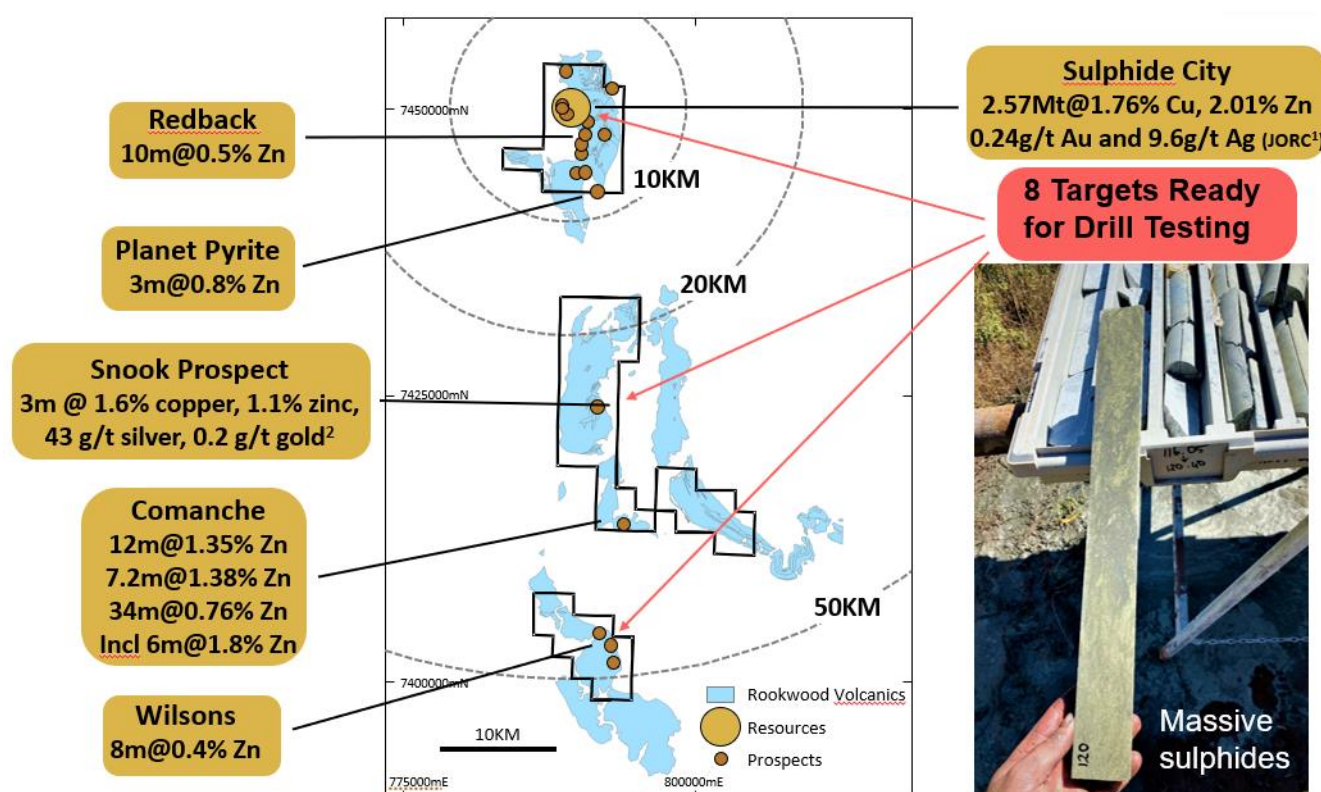 Redback
10m@0.5% Zn
Planet Pyrite
3m@0.8% Zn
Snook Prospect
3m @ 1.6% copper, 1.1% zinc,
43 g/t silver, 0.2 g/t gold²
Comanche
12m@1.35% Zn
7.2m@1.38% Zn
34m@0.76% Zn
Incl 6m@1.8% Zn
Wilsons
8m@0.4% Zn
7450000mN
7425000mN
7400000mN
775000mE
800000mE
10KM
20KM
50KM
10KM
Rookwood Volcanics
Resources
Prospects
Sulphide City
2.57Mt@1.76% Cu, 2.01% Zn
0.24g/t Au and 9.6g/t Ag (JORC¹)
8 Targets Ready
for Drill Testing
116.05
120.40
120
Massive
sulphides